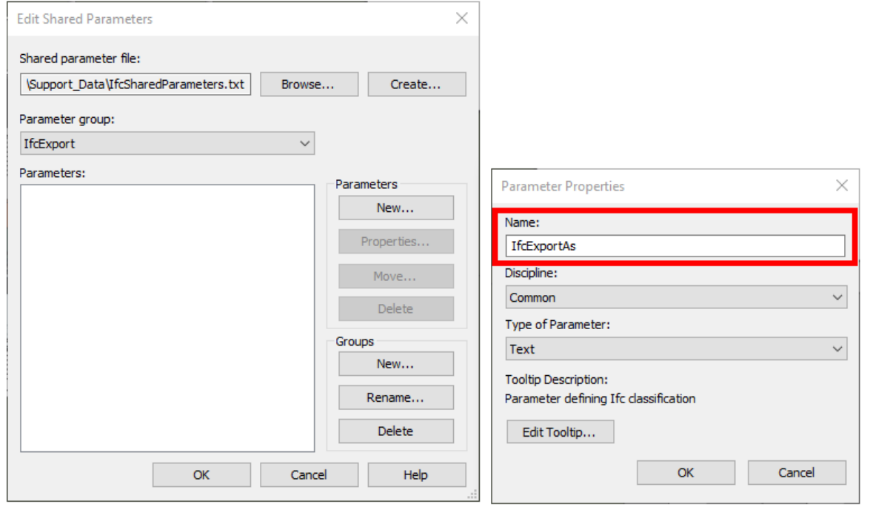 Edit Shared Parameters
Shared parameter file:
\Support_Data\IfcSharedParameters.txt
Browse...
Create...
Parameter group:
IfcExport
Parameters:
Parameters
New...
Properties...
Move...
Delete
Groups
New...
Rename...
Delete
OK
Cancel
Help
Parameter Properties
Name:
IfcExportAs
Discipline:
Common
Type of Parameter:
Text
Tooltip Description:
Parameter defining Ifc classification
Edit Tooltip...
OK
Cancel